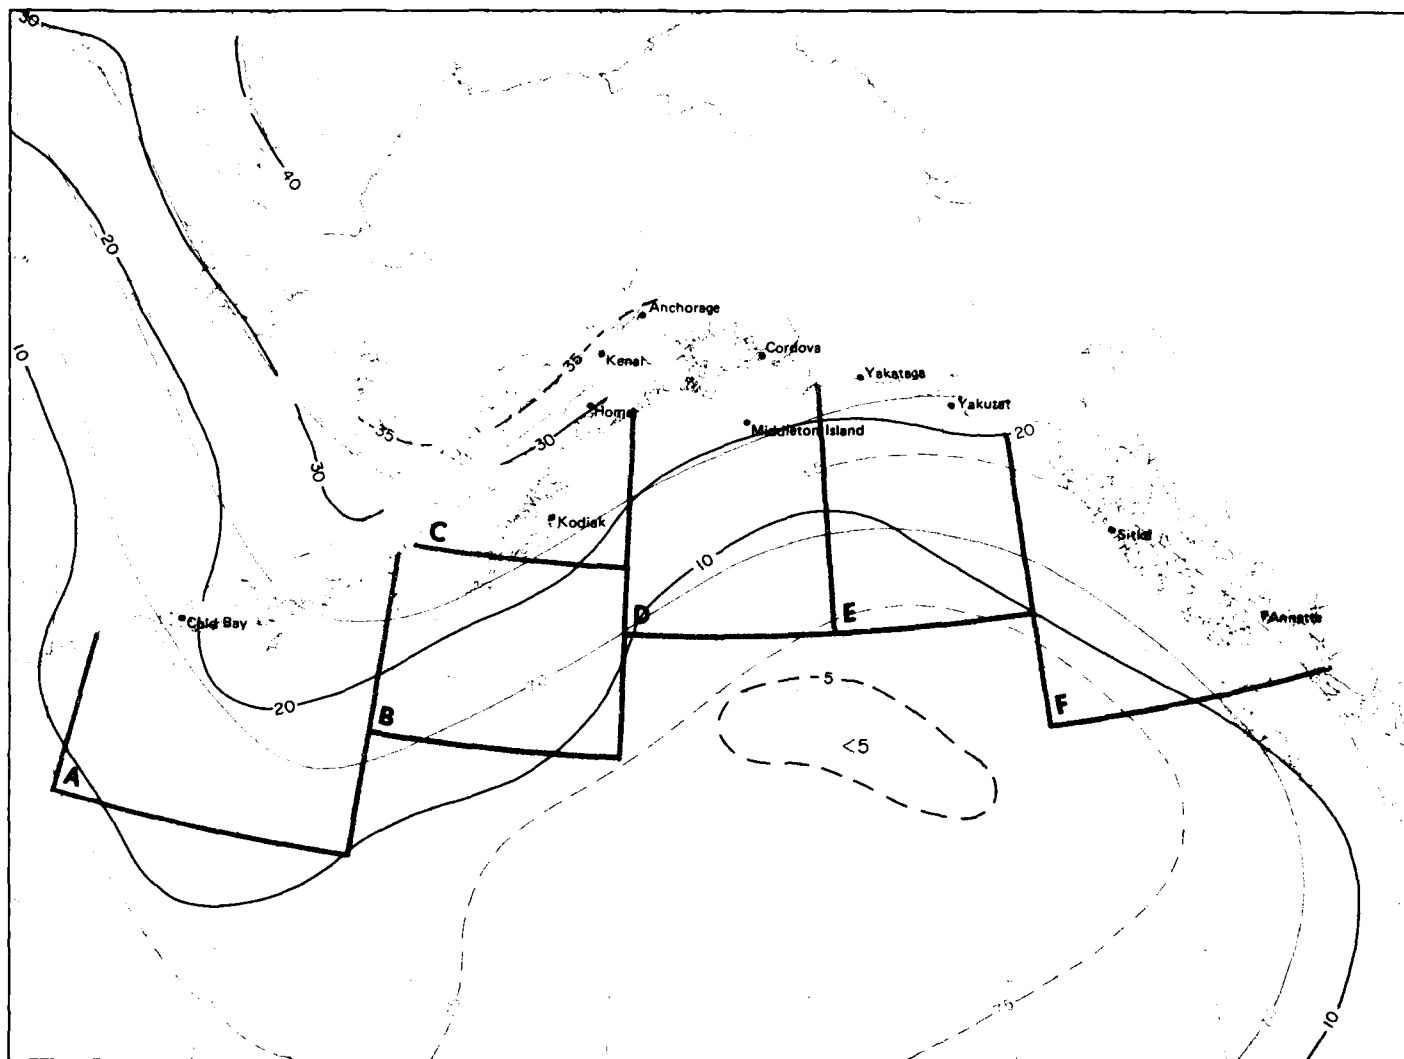 30
40
20
10
Anchorage
35
Kenai
Cordova
Yakataga
Yakutat
Homer
Middleton Island
20
35
30
30
Kodiak
C
Sitka
10
Cold Bay
D
E
Annette
5
20
B
F
<5
A
10